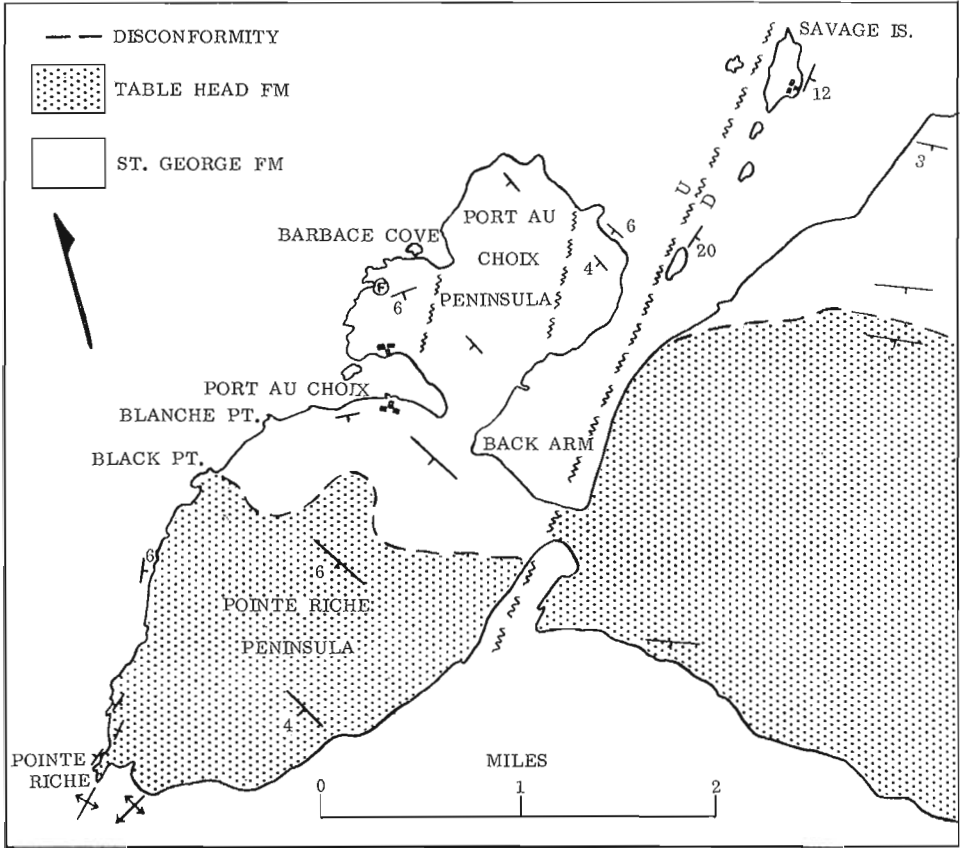 DISCONFORMITY
TABLE HEAD FM
ST. GEORGE FM
SAVAGE IS.
12
3
U
D
20
PORT AU
CHOIX
PENINSULA
6
4
BARBACE COVE
F
6
PORT AU CHOIX
BLANCHE PT.
BLACK PT.
BACK ARM
6
6
POINTE RICHE
PENINSULA
4
POINTE
RICHE
MILES
0
1
2